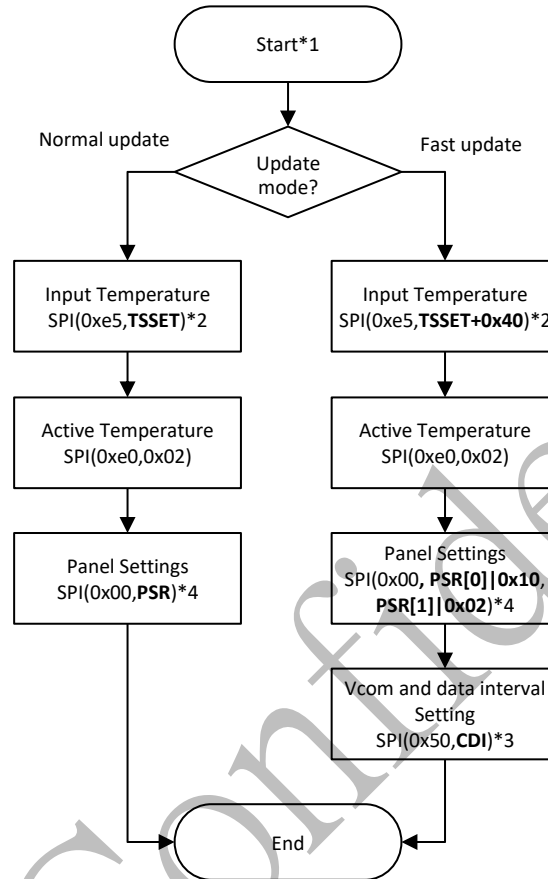 Start*1
Normal update
Fast update
Update
mode?
Input Temperature
SPI(0xe5,TSSET)*2
Input Temperature
SPI(0xe5,TSSET+0x40)*2
Active Temperature
SPI(0xe0,0x02)
Active Temperature
SPI(0xe0,0x02)
Panel Settings
SPI(0x00,PSR)*4
Panel Settings
SPI(0x00, PSR[0]|0x10,
PSR[1]|0x02)*4
Vcom and data interval
Setting
SPI(0x50,CDI)*3
End
Confide